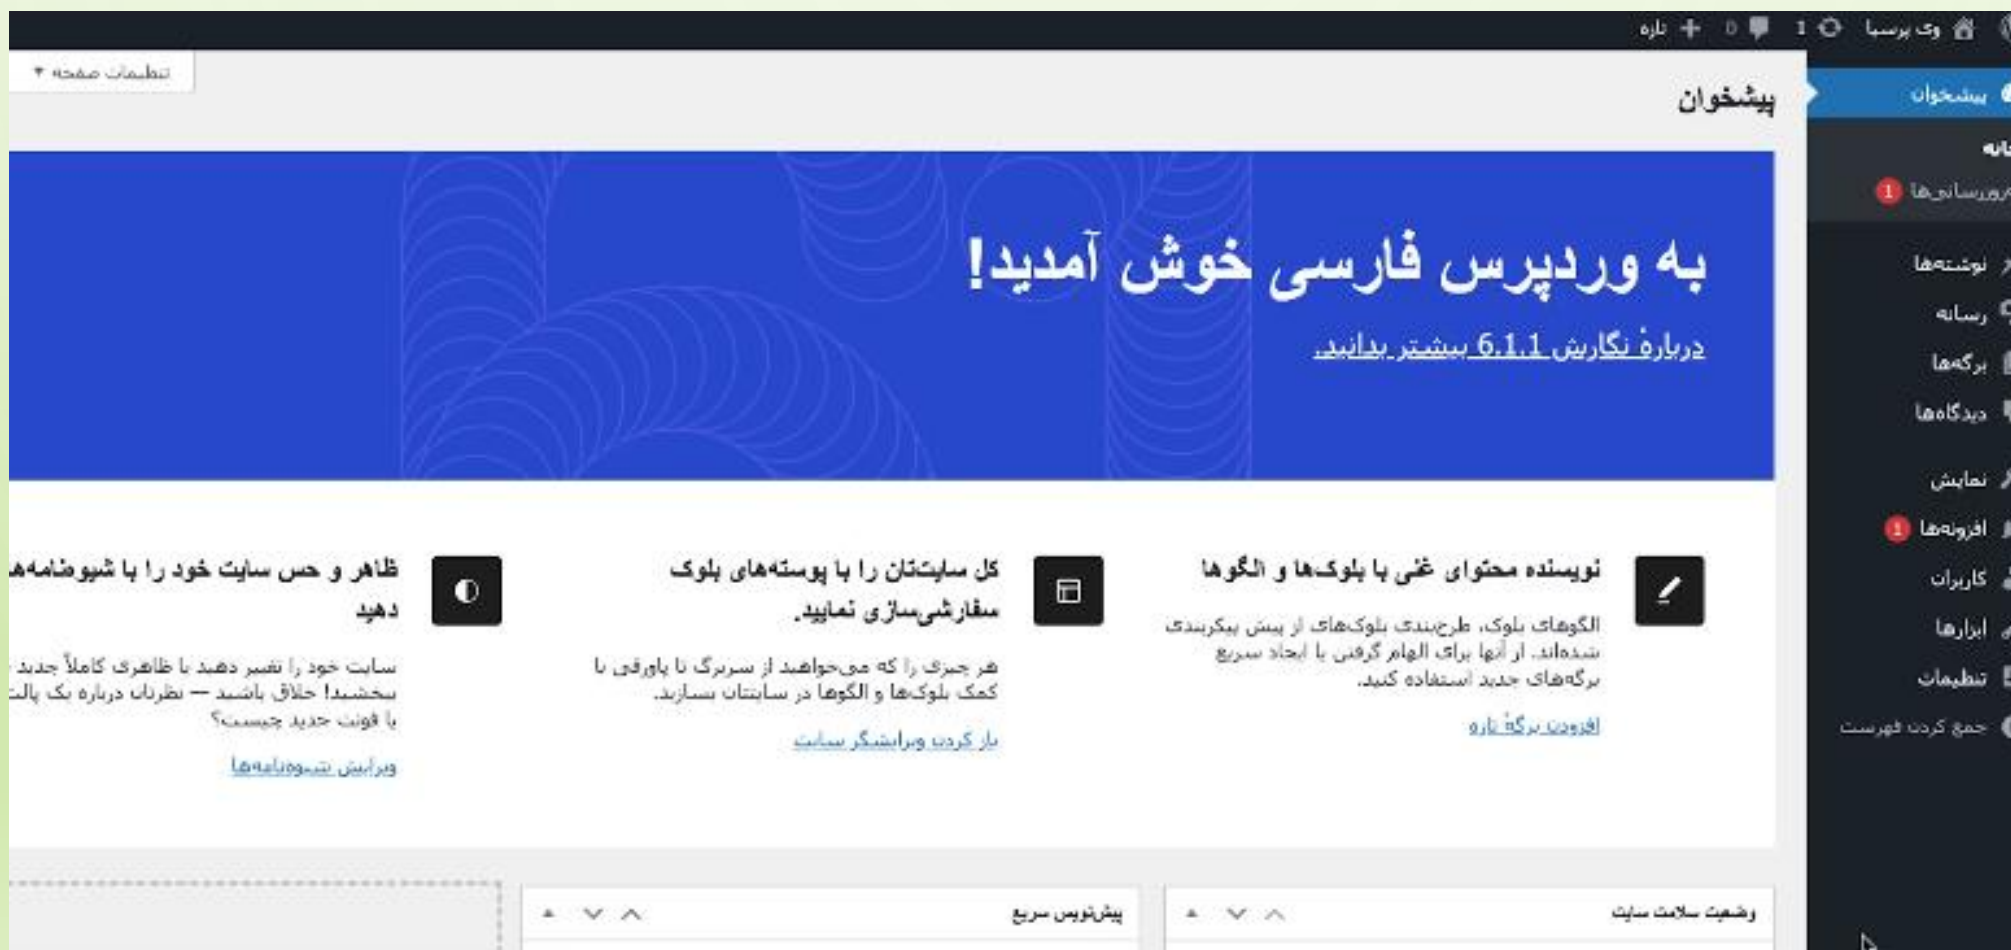 وی پرسیا
1
0
تازه
تنظیمات صفحه
پیشخوان
پیشخوان
1
نوشته‌ها
رسانه
برگه‌ها
دیدگاه‌ها
نمایش
افزونه‌ها 1
کاربران
ابزارها
تنظیمات
جمع کردن فهرست
به وردپرس فارسی خوش آمدید!
دربارهٔ نگارش 6.1.1 بیشتر بدانید.
نویسنده محتوای غنی با بلوک‌ها و الگوها
الگوهای بلوک، طرح‌بندی بلوک‌های از پیش پیکربندی
شده‌اند. از آنها برای الهام گرفتن یا ایجاد سریع
برگه‌های جدید استفاده کنید.
افزودن برگهٔ تازه
کل سایت‌تان را با پوسته‌های بلوک
سفارشی‌سازی نمایید.
هر چیزی را که می‌خواهید از سربرگ تا پاورقی با
کمک بلوک‌ها و الگوها در سایتتان بسازید.
باز کردن ویرایشگر سایت
ظاهر و حس سایت خود را با
دهید
سایت خود را تغییر دهید یا ظاهری کاملاً جدید
ببخشید! خلاق باشید — نظرتان درباره یک
یا فونت جدید چیست؟
ویرایش شیوه‌نامه‌ها
وضعیت سلامت سایت
پیش‌نویس سریع